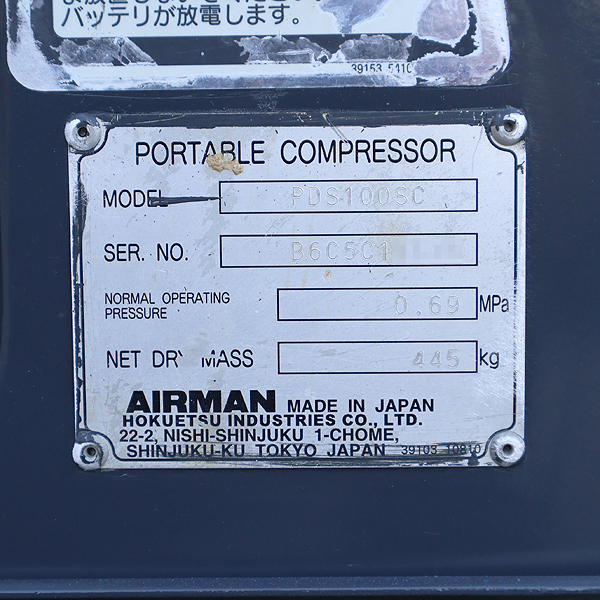 バッテリが放電します。
39153 5110
PORTABLE COMPRESSOR
MODEL PDS100SC
SER. NO. B6C5C1
NORMAL OPERATING PRESSURE 0.69 MPa
NET DRY MASS 445 kg
AIRMAN MADE IN JAPAN
HOKUETSU INDUSTRIES CO., LTD.
22-2, NISHI-SHINJUKU 1-CHOME,
SHINJUKU-KU TOKYO JAPAN 39103 10810